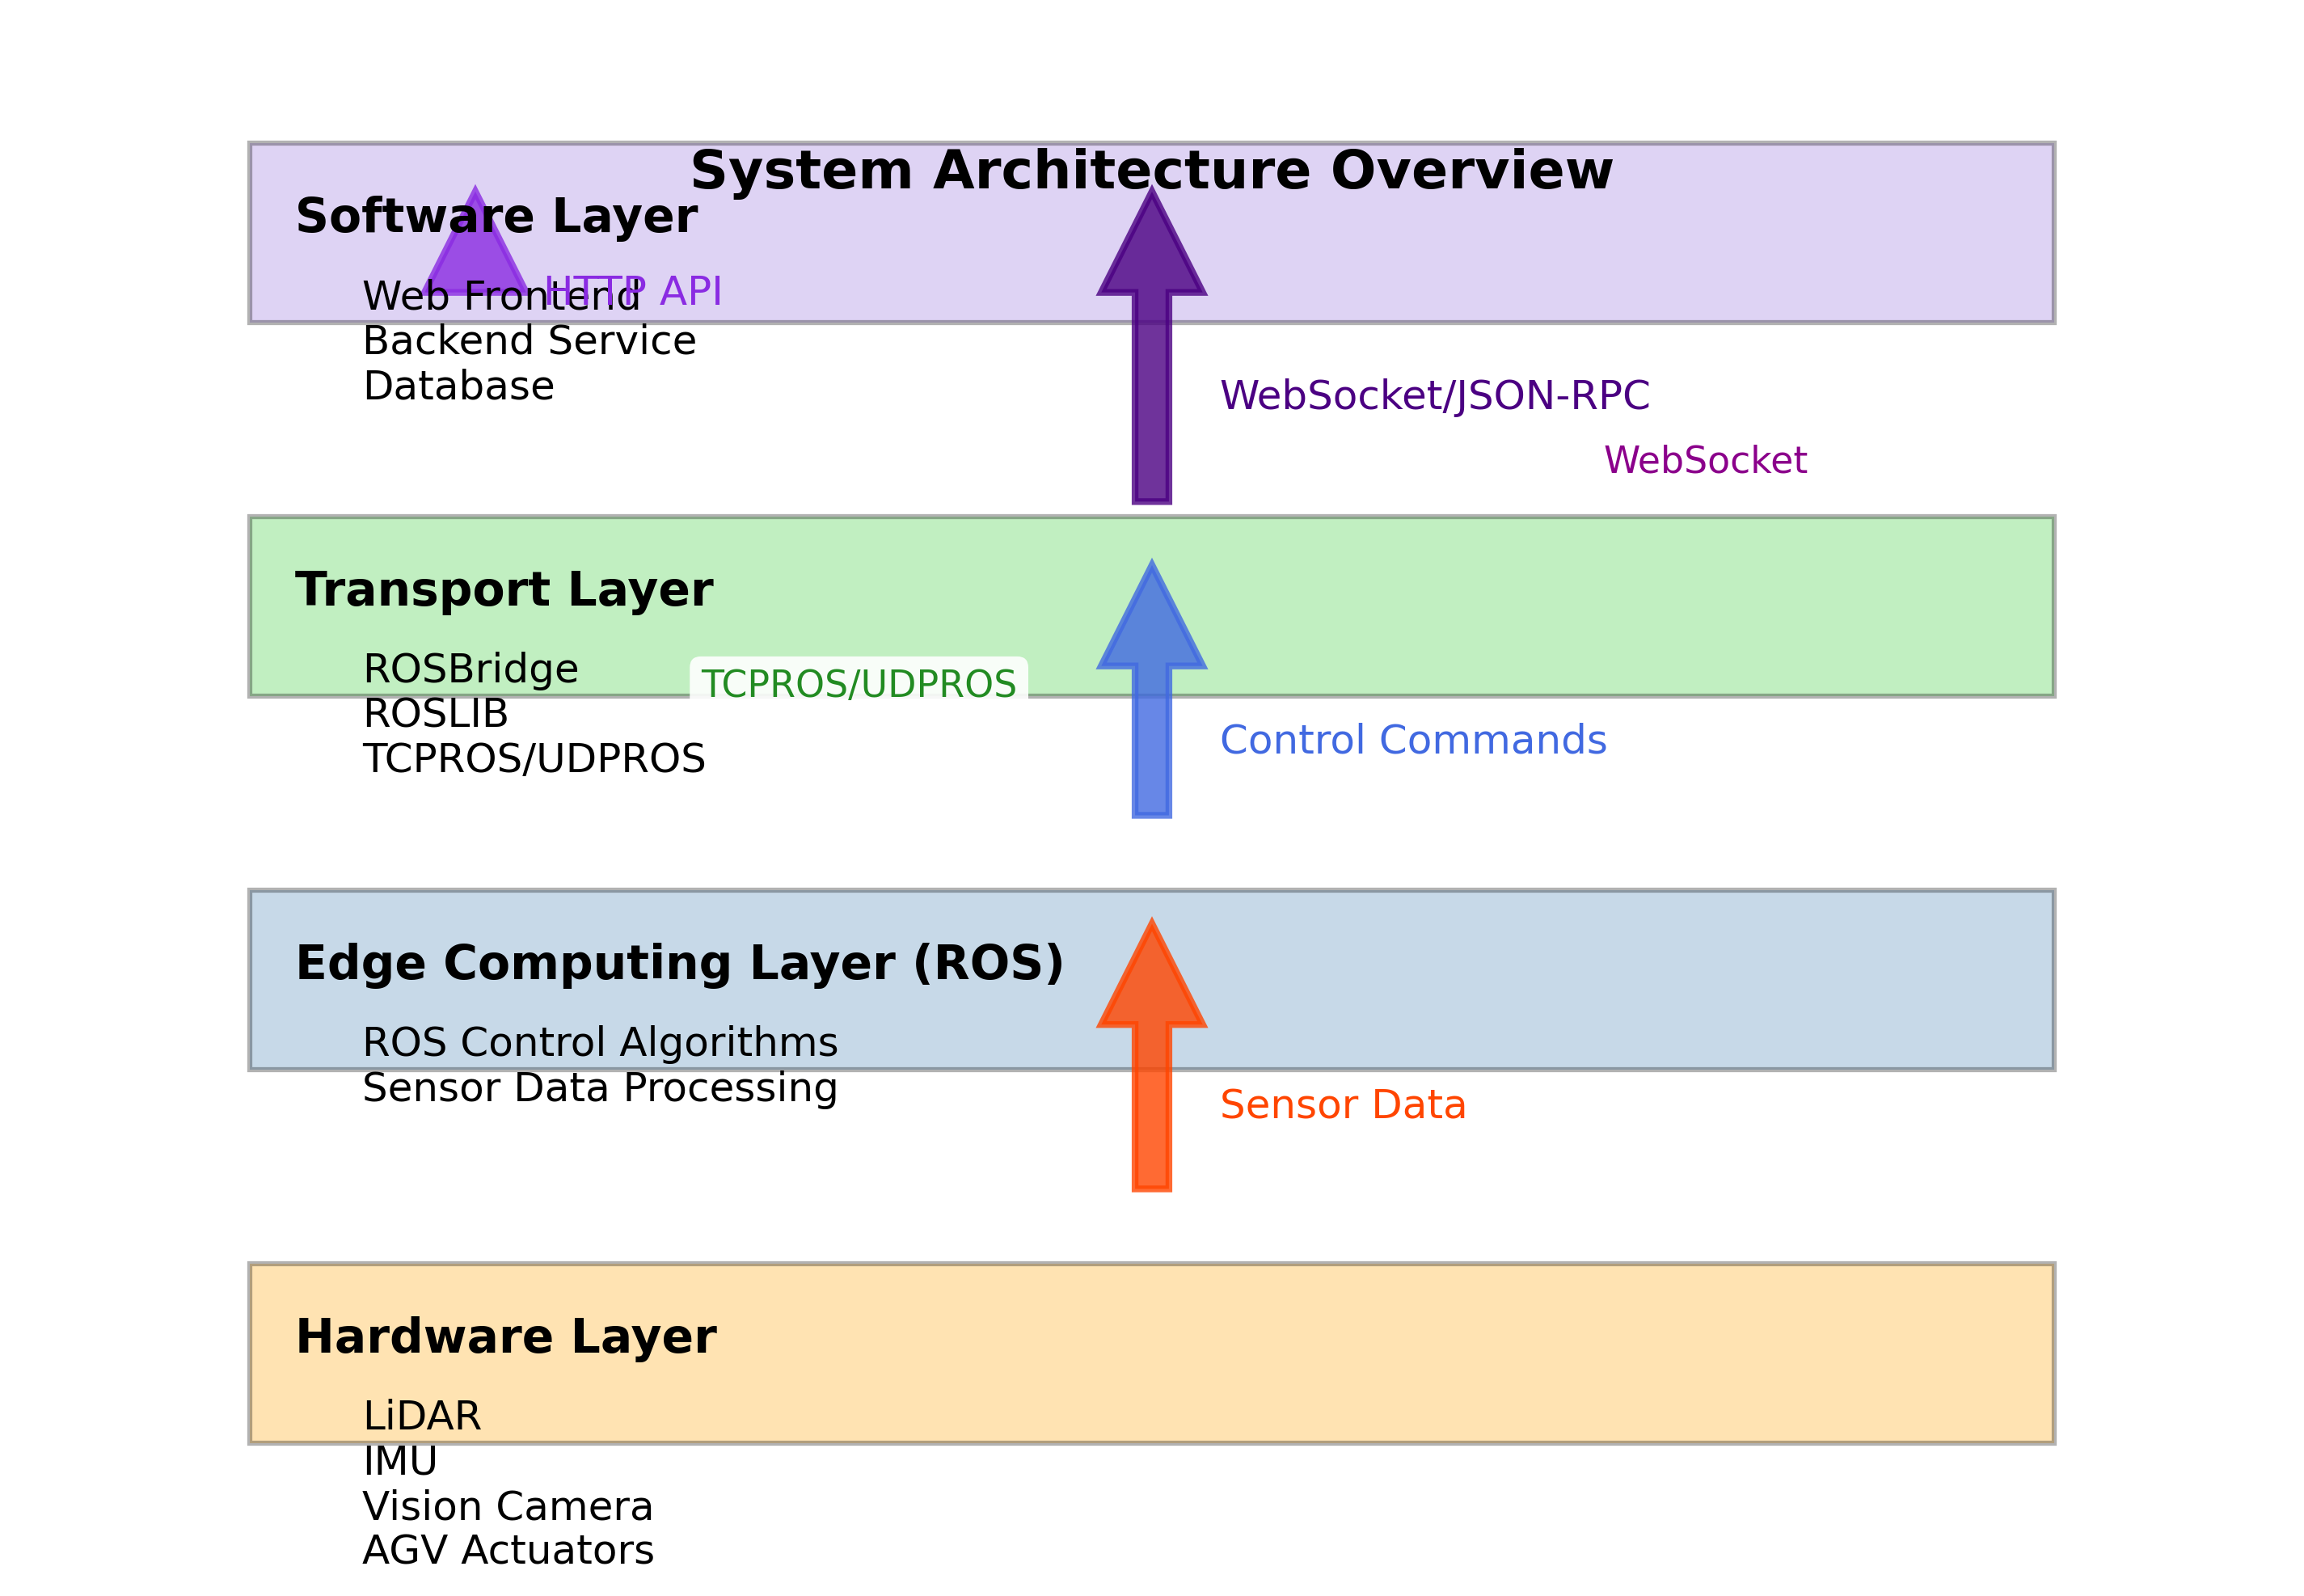 System Architecture Overview
Software Layer
HTTP API
Web Frontend
Backend Service
Database
WebSocket/JSON-RPC
WebSocket
Transport Layer
ROSBridge
TCPROS/UDPROS
ROSLIB
TCPROS/UDPROS
Control Commands
Edge Computing Layer (ROS)
ROS Control Algorithms
Sensor Data Processing
Sensor Data
Hardware Layer
LiDAR
IMU
Vision Camera
AGV Actuators